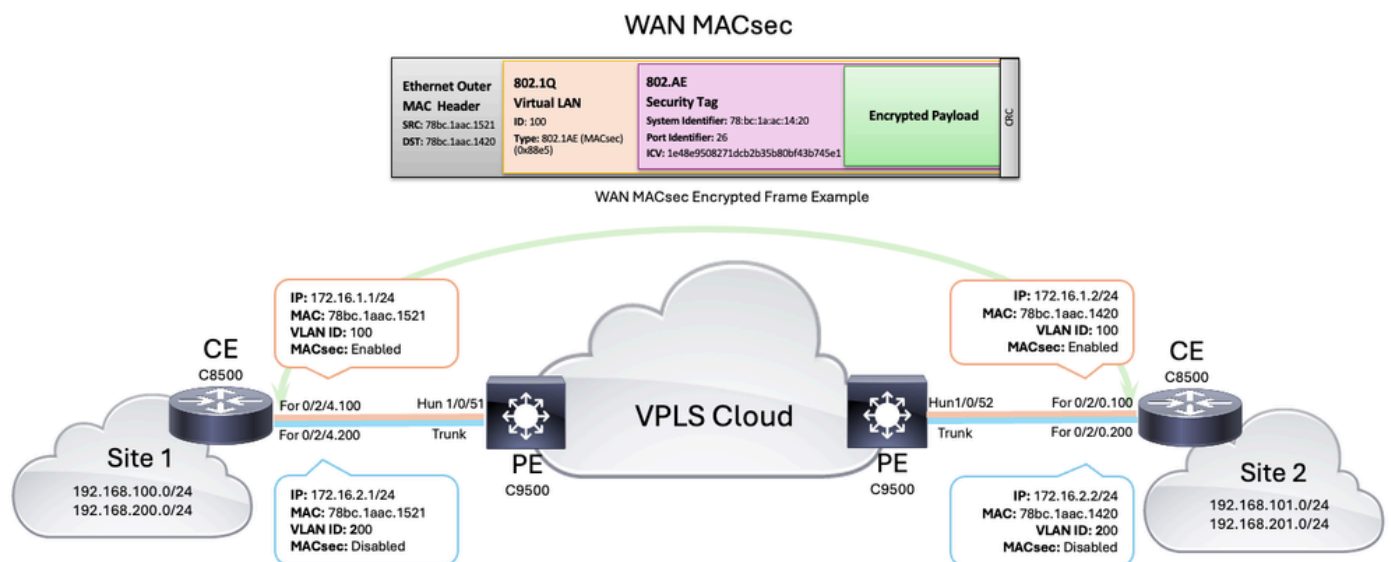 WAN MACsec
Ethernet Outer
MAC Header
SRC: 78bc.1aac.1521
DST: 78bc.1aac.1420
802.1Q
Virtual LAN
ID: 100
Type: 802.1AE (MACsec)
(0x88e5)
802.AE
Security Tag
System Identifier: 78:bc:1a:ac:14:20
Port Identifier: 26
ICV: 1e48e9508271dcb2b35b80bf43b745e1
Encrypted Payload
CRC
WAN MACsec Encrypted Frame Example
IP: 172.16.1.1/24
MAC: 78bc.1aac.1521
VLAN ID: 100
MACsec: Enabled
IP: 172.16.1.2/24
MAC: 78bc.1aac.1420
VLAN ID: 100
MACsec: Enabled
CE
C8500
For 0/2/4.100
For 0/2/4.200
Hun 1/0/51
Trunk
PE
C9500
VPLS Cloud
PE
C9500
Hun1/0/52
Trunk
For 0/2/0.100
For 0/2/0.200
CE
C8500
Site 1
192.168.100.0/24
192.168.200.0/24
Site 2
192.168.101.0/24
192.168.201.0/24
IP: 172.16.2.1/24
MAC: 78bc.1aac.1521
VLAN ID: 200
MACsec: Disabled
IP: 172.16.2.2/24
MAC: 78bc.1aac.1420
VLAN ID: 200
MACsec: Disabled